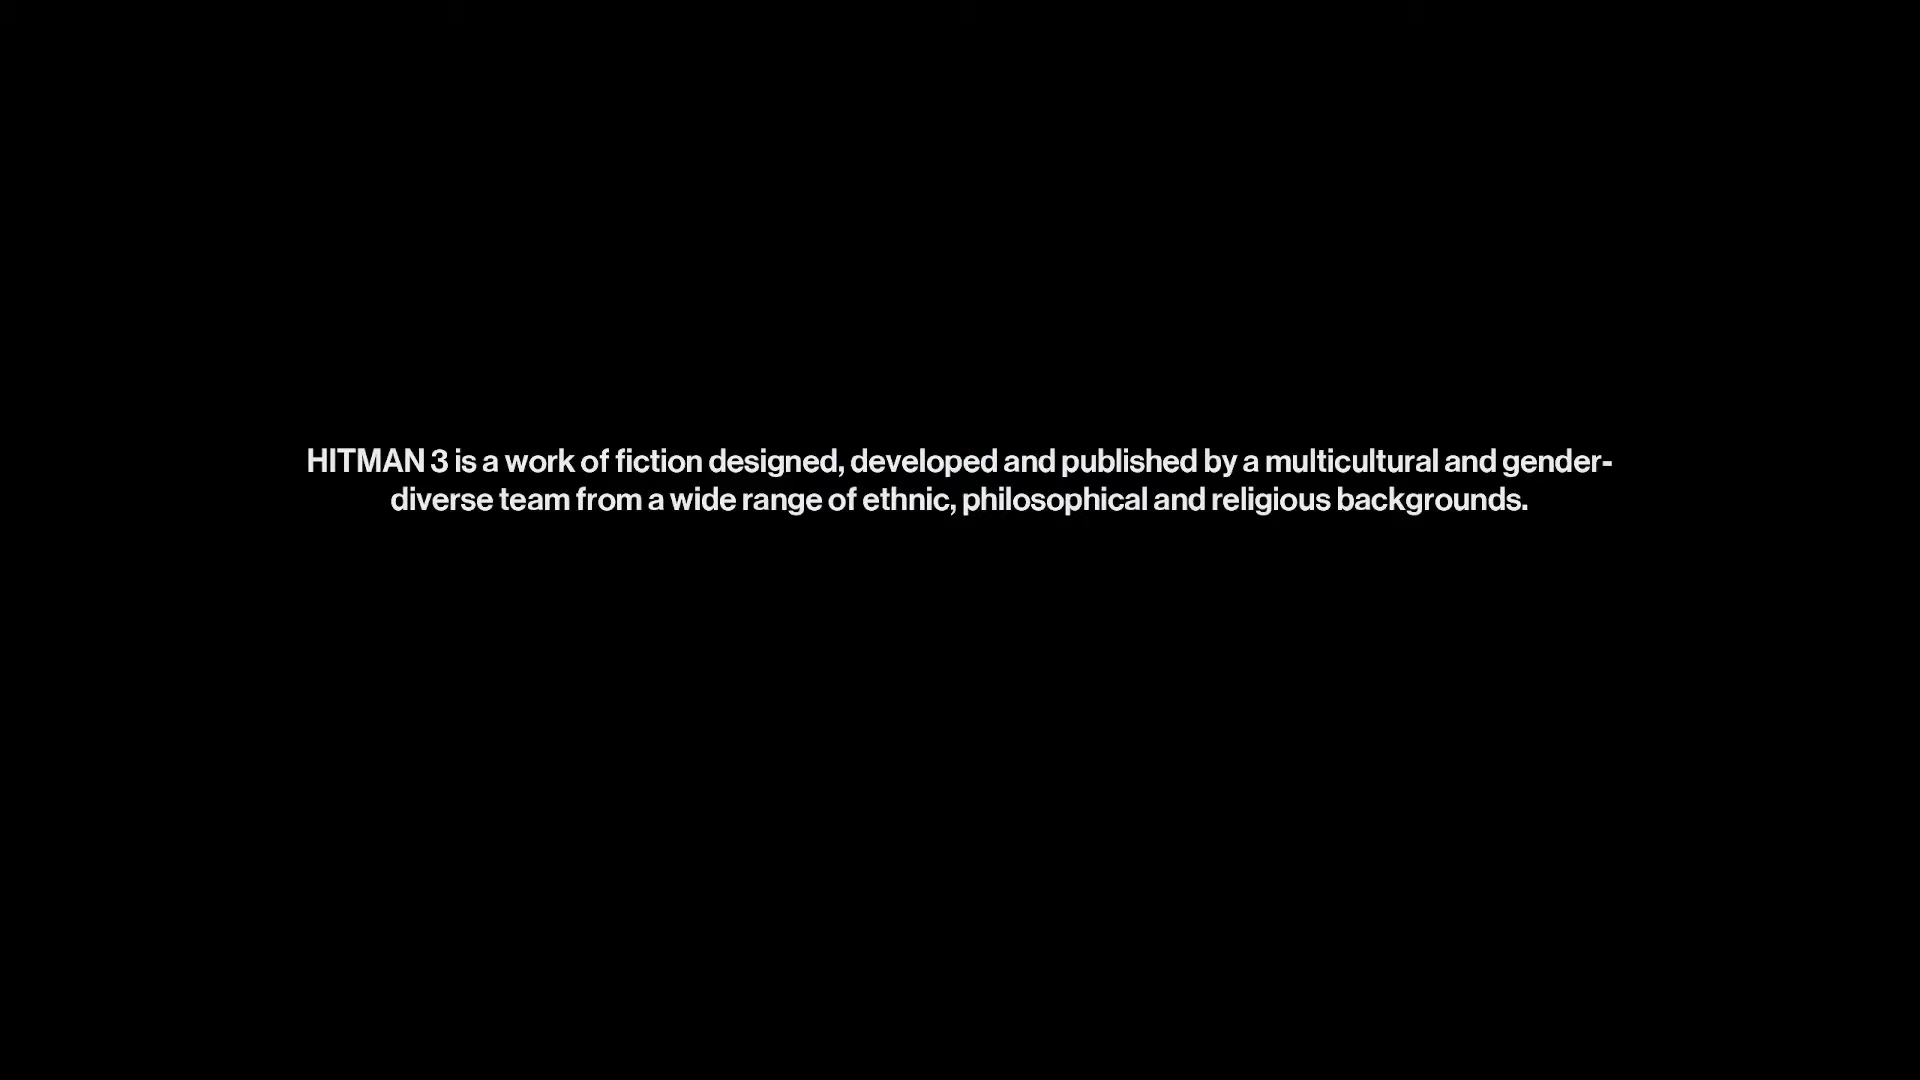 HITMAN 3 is a work of fiction designed, developed and published by a multicultural and gender-
diverse team from a wide range of ethnic, philosophical and religious backgrounds.